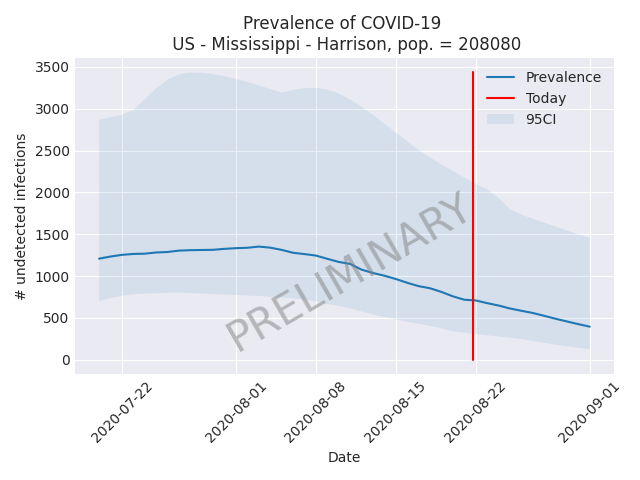 Prevalence of COVID-19
US - Mississippi - Harrison, pop. = 208080
3500
3000
2500
2000
1500
1000
500
0
# undetected infections
Prevalence
Today
95CI
PRELIMINARY
2020-07-22
2020-08-01
2020-08-08
2020-08-15
2020-08-22
2020-09-01
Date